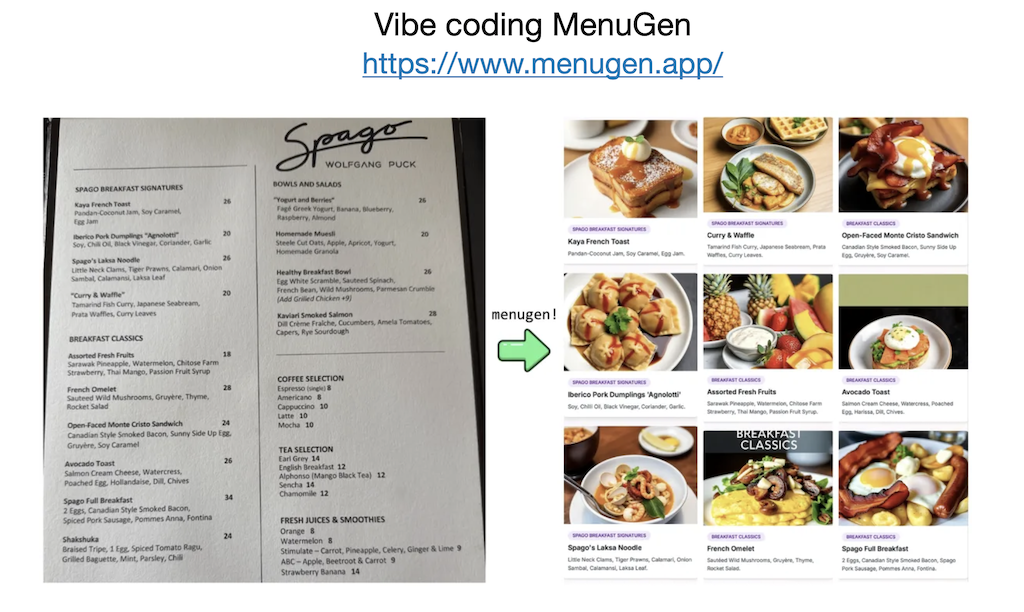 Vibe coding MenuGen
https://www.menugen.app/
Spago
WOLFGANG PUCK
SPAGO BREAKFAST SIGNATURES
Kaya French Toast 26
Pandan-Coconut Jam, Soy Caramel,
Egg Jam
Iberico Pork Dumplings "Agnolotti" 20
Soy, Chili Oil, Black Vinegar, Coriander, Garlic
Spago's Laksa Noodle 26
Little Neck Clams, Tiger Prawns, Calamari, Onion
Sambal, Calamansi, Laksa Leaf
"Curry & Waffle" 20
Tamarind Fish Curry, Japanese Seabream,
Prata Waffles, Curry Leaves
BREAKFAST CLASSICS
Assorted Fresh Fruits 18
Sarawak Pineapple, Watermelon, Chitose Farm
Strawberry, Thai Mango, Passion Fruit Syrup
French Omelet 28
Sauteed Wild Mushrooms, Gruyère, Thyme,
Rocket Salad
Open-Faced Monte Cristo Sandwich 24
Canadian Style Smoked Bacon, Sunny Side Up Egg,
Gruyère, Soy Caramel
Avocado Toast 26
Salmon Cream Cheese, Watercress,
Poached Egg, Hollandaise, Dill, Chives
Spago Full Breakfast 34
2 Eggs, Canadian Style Smoked Bacon,
Spiced Pork Sausage, Pommes Anna, Fontina
Shakshuka 24
Braised Tripe, 1 Egg, Spiced Tomato Ragu,
Grilled Baguette, Mint, Parsley, Chili
BOWLS AND SALADS
"Yogurt and Berries" 26
Fagé Greek Yogurt, Banana, Blueberry,
Raspberry, Almond
Homemade Muesli 20
Steele Cut Oats, Apple, Apricot, Yogurt,
Homemade Granola
Healthy Breakfast Bowl 26
Egg White Scramble, Sauteed Spinach,
French Bean, Wild Mushrooms, Parmesan Crumble
(Add Grilled Chicken +9)
Kaviari Smoked Salmon 28
Dill Crème Fraîche, Cucumbers, Amela Tomatoes,
Capers, Rye Sourdough
COFFEE SELECTION
Espresso (single) 8
Americano 8
Cappuccino 10
Latte 10
Mocha 10
TEA SELECTION
Earl Grey 14
English Breakfast 12
Alphonso (Mango Black Tea) 12
Sencha 14
Chamomile 12
FRESH JUICES & SMOOTHIES
Orange 8
Watermelon 8
Stimulate – Carrot, Pineapple, Celery, Ginger & Lime 9
ABC – Apple, Beetroot & Carrot 9
Strawberry Banana 14
menugen!
SPAGO BREAKFAST SIGNATURES
Kaya French Toast
Pandan-Coconut Jam, Soy Caramel, Egg Jam.
SPAGO BREAKFAST SIGNATURES
Curry & Waffle
Tamarind Fish Curry, Japanese Seabream, Prata
Waffles, Curry Leaves.
BREAKFAST CLASSICS
Open-Faced Monte Cristo Sandwich
Canadian Style Smoked Bacon, Sunny Side Up
Egg, Gruyère, Soy Caramel.
SPAGO BREAKFAST SIGNATURES
Iberico Pork Dumplings 'Agnolotti'
Soy, Chili Oil, Black Vinegar, Coriander, Garlic.
BREAKFAST CLASSICS
Assorted Fresh Fruits
Sarawak Pineapple, Watermelon, Chitose Farm
Strawberry, Thai Mango, Passion Fruit Syrup.
BREAKFAST CLASSICS
Avocado Toast
Salmon Cream Cheese, Watercress, Poached
Egg, Harissa, Dill, Chives.
SPAGO BREAKFAST SIGNATURES
Spago's Laksa Noodle
Little Neck Clams, Tiger Prawns, Calamari, Onion
Sambal, Calamansi, Laksa Leaf.
BREAKFAST
CLASSICS
BREAKFAST CLASSICS
French Omelet
Sautéed Wild Mushrooms, Gruyère, Thyme,
Rocket Salad.
BREAKFAST CLASSICS
Spago Full Breakfast
2 Eggs, Canadian Style Smoked Bacon, Spiced
Pork Sausage, Pommes Anna, Fontina.